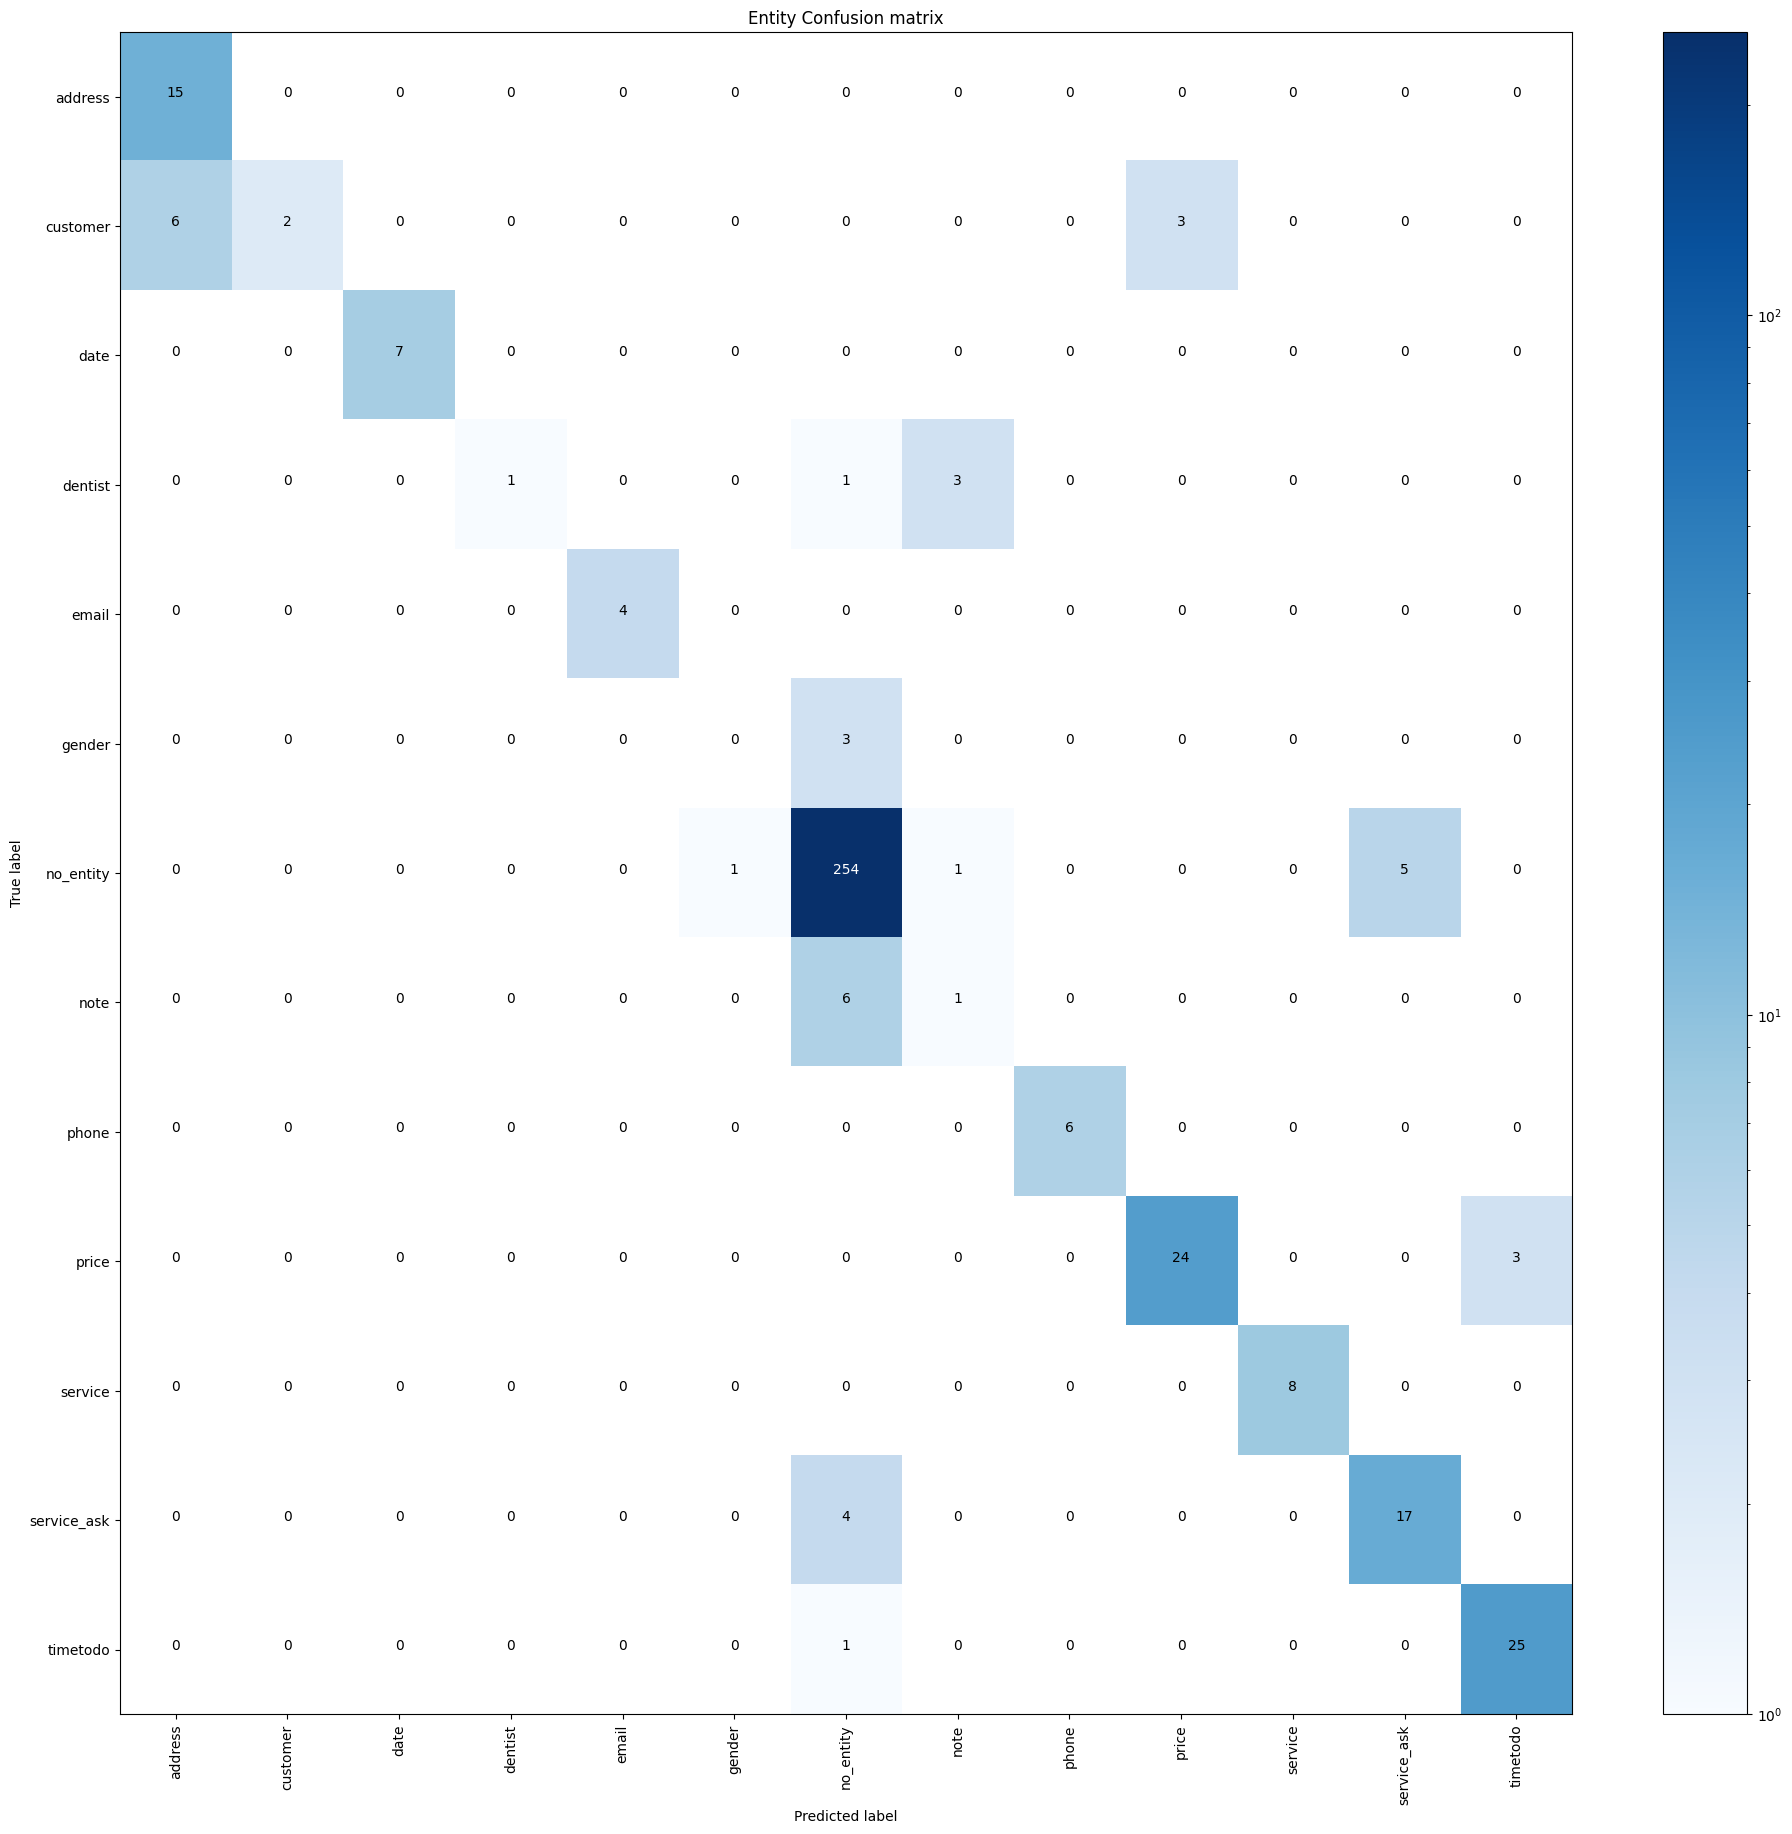 Entity Confusion matrix
address 15 0 0 0 0 0 0 0 0 0 0 0 0
customer 6 2 0 0 0 0 0 0 0 3 0 0 0
date 0 0 7 0 0 0 0 0 0 0 0 0 0
10²
dentist 0 0 0 1 0 0 1 3 0 0 0 0 0
email 0 0 0 0 4 0 0 0 0 0 0 0 0
gender 0 0 0 0 0 0 3 0 0 0 0 0 0
True label
no_entity 0 0 0 0 0 1 254 1 0 0 0 5 0
note 0 0 0 0 0 0 6 1 0 0 0 0 0
10¹
phone 0 0 0 0 0 0 0 0 6 0 0 0 0
price 0 0 0 0 0 0 0 0 0 24 0 0 3
service 0 0 0 0 0 0 0 0 0 0 8 0 0
service_ask 0 0 0 0 0 0 4 0 0 0 0 17 0
timetodo 0 0 0 0 0 0 1 0 0 0 0 0 25
10⁰
address customer date dentist email gender no_entity note phone price service service_ask timetodo
Predicted label